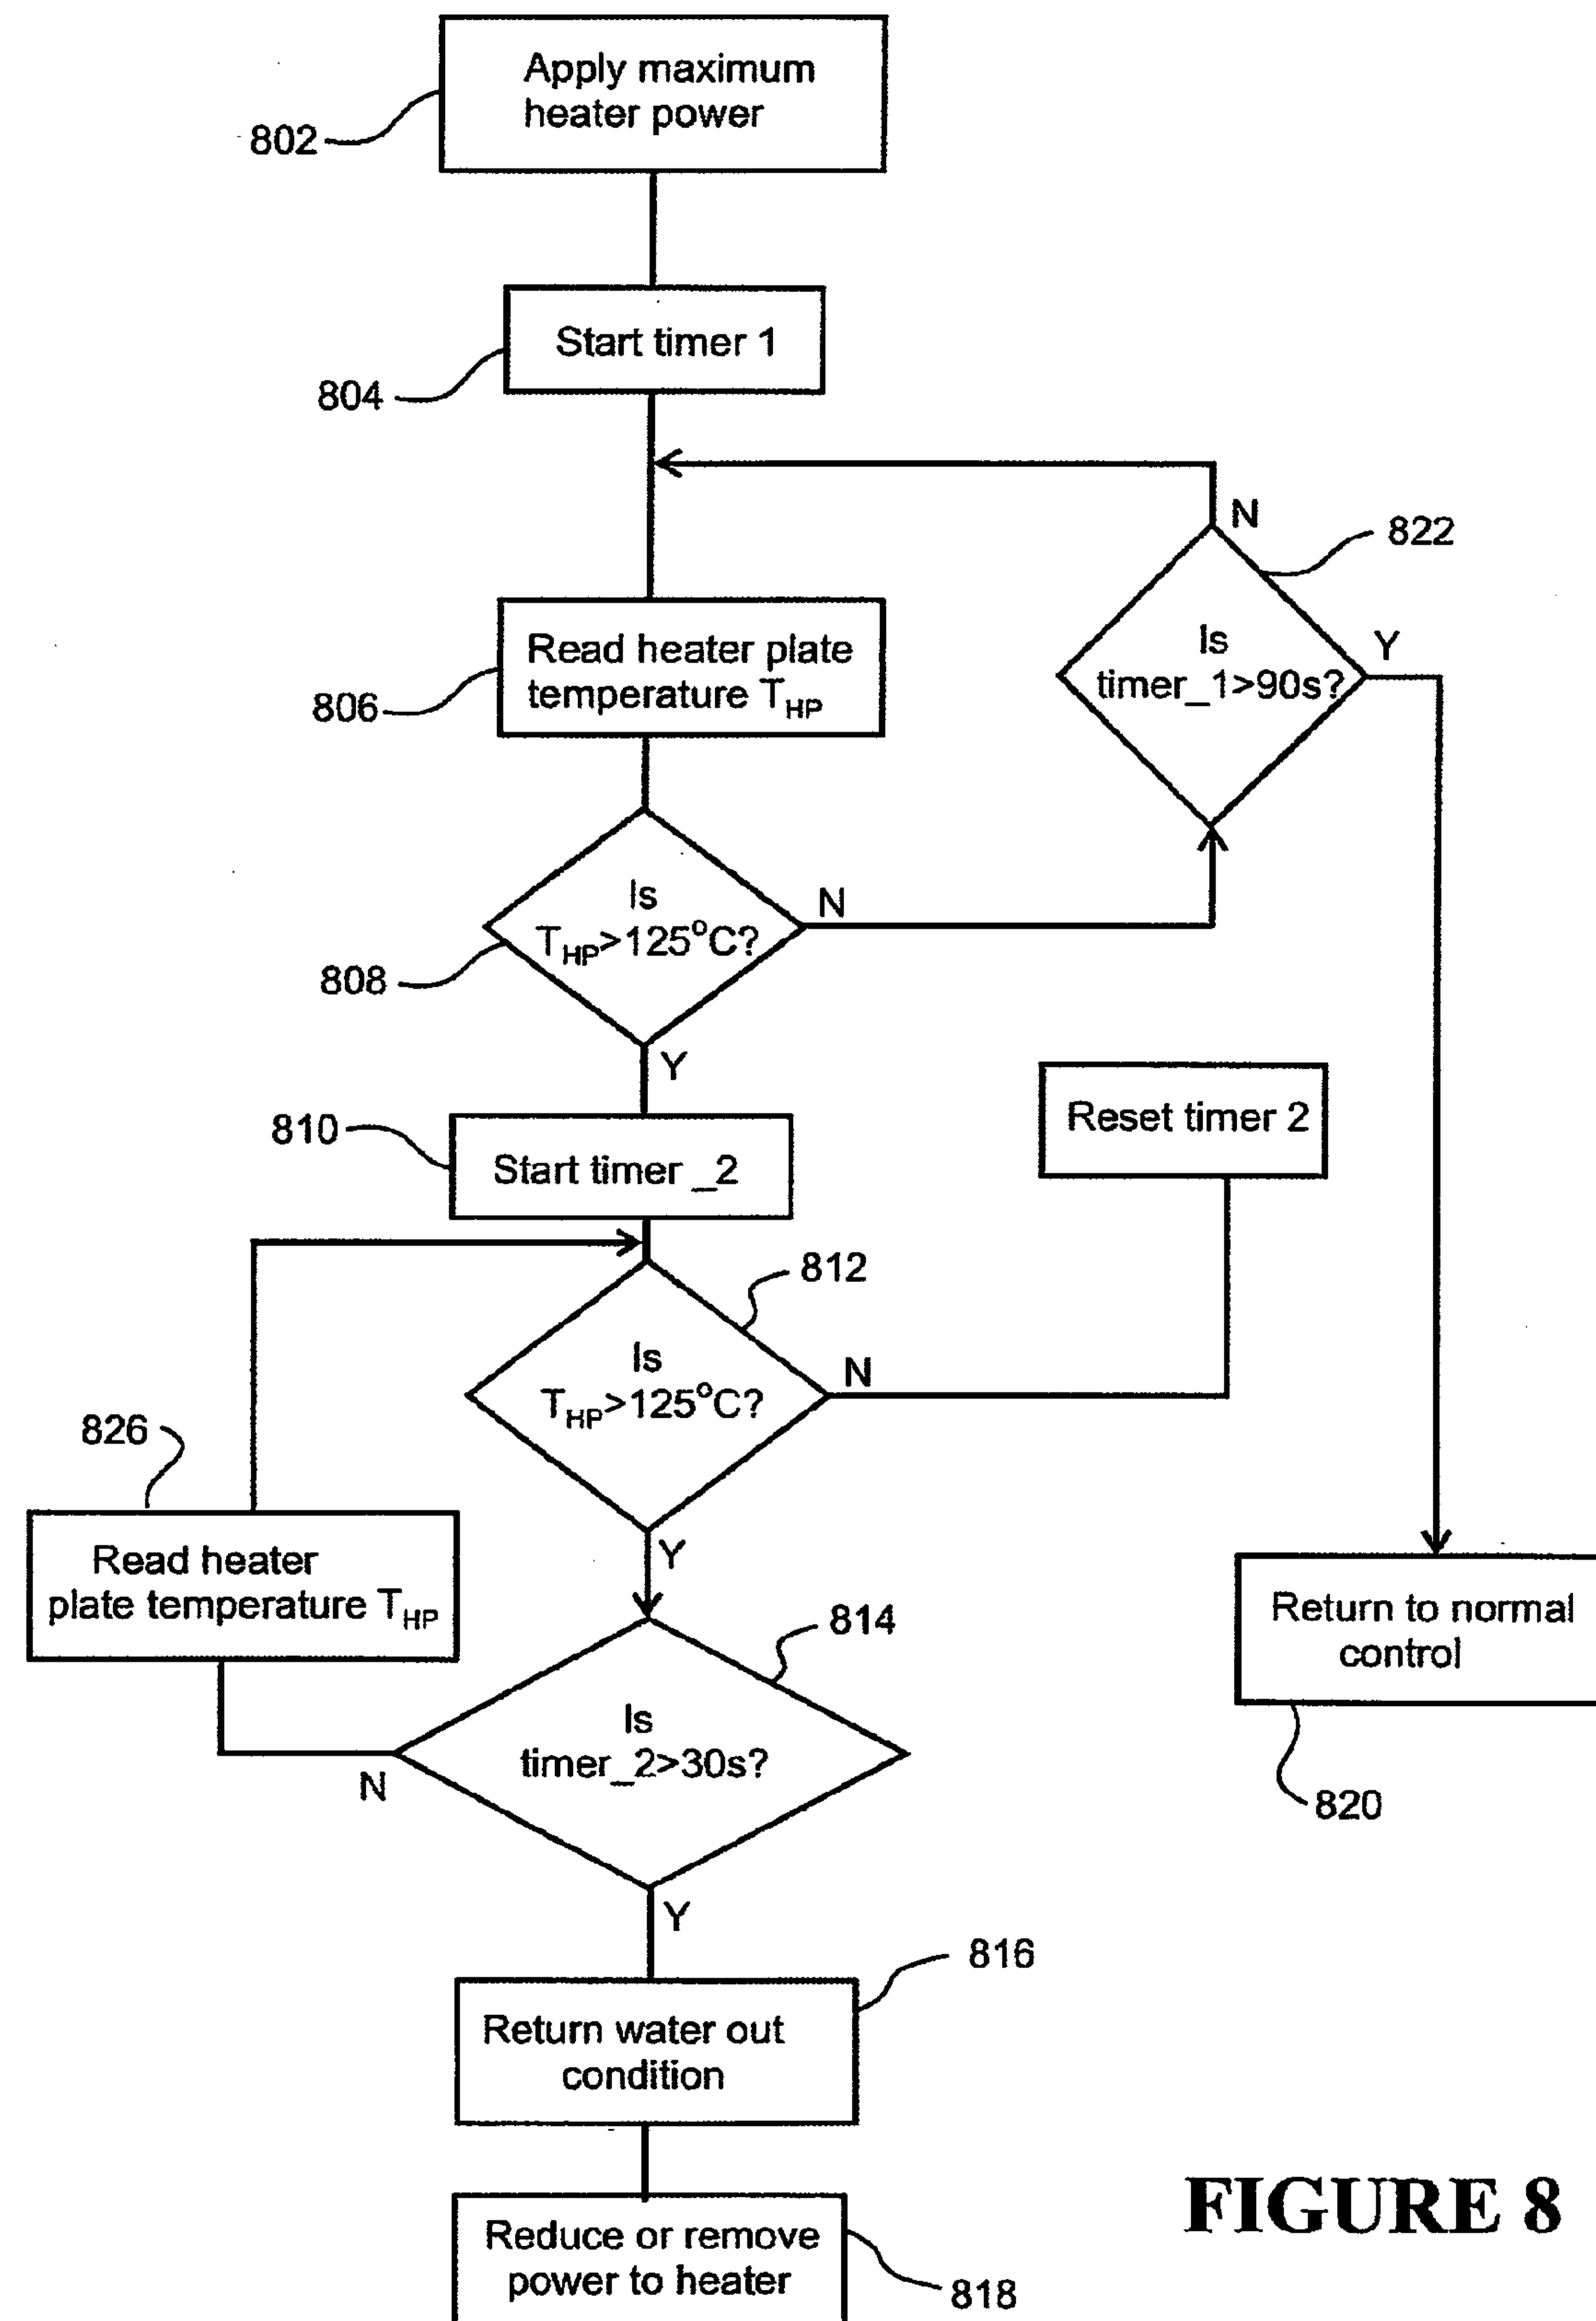 Apply maximum
heater power
802
Start timer 1
804
N
822
Is
timer_1>90s?
Y
Read heater plate
temperature THP
806
Is
THP>125°C?
N
808
Y
Reset timer 2
810
Start timer _2
812
Is
THP>125°C?
N
826
Y
Read heater
plate temperature THP
814
Return to normal
control
Is
timer_2>30s?
N
820
Y
816
Return water out
condition
FIGURE 8
Reduce or remove
power to heater
818